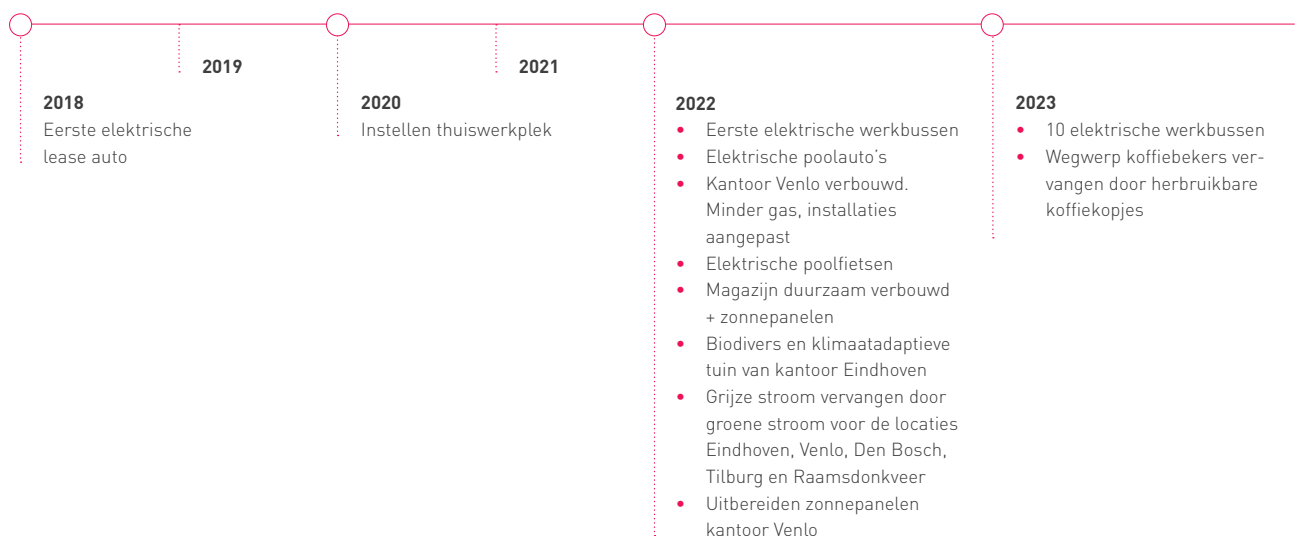 2019
2021
2018
Eerste elektrische
lease auto
2020
Instellen thuiswerkplek
2022
• Eerste elektrische werkbussen
• Elektrische poolauto's
• Kantoor Venlo verbouwd.
Minder gas, installaties
aangepast
• Elektrische poolfietsen
• Magazijn duurzaam verbouwd
+ zonnepanelen
• Biodivers en klimaatadaptieve
tuin van kantoor Eindhoven
• Grijze stroom vervangen door
groene stroom voor de locaties
Eindhoven, Venlo, Den Bosch,
Tilburg en Raamsdonkveer
• Uitbereiden zonnepanelen
kantoor Venlo
2023
• 10 elektrische werkbussen
• Wegwerp koffiebekers ver-
vangen door herbruikbare
koffiekopjes